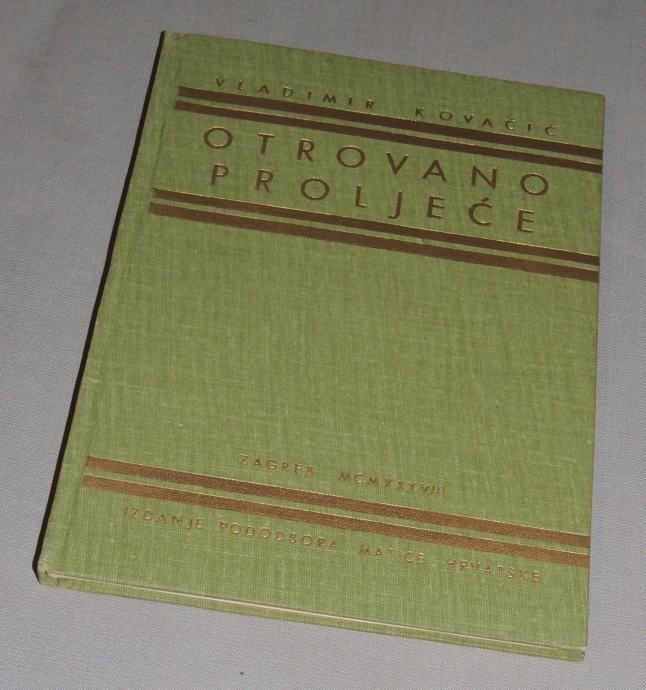 VLADIMIR KOVAČIĆ
OTROVANO
PROLJEĆE
ZAGREB MCMXXXVIII
IZDANJE PODODBORA MATICE HRVATSKE